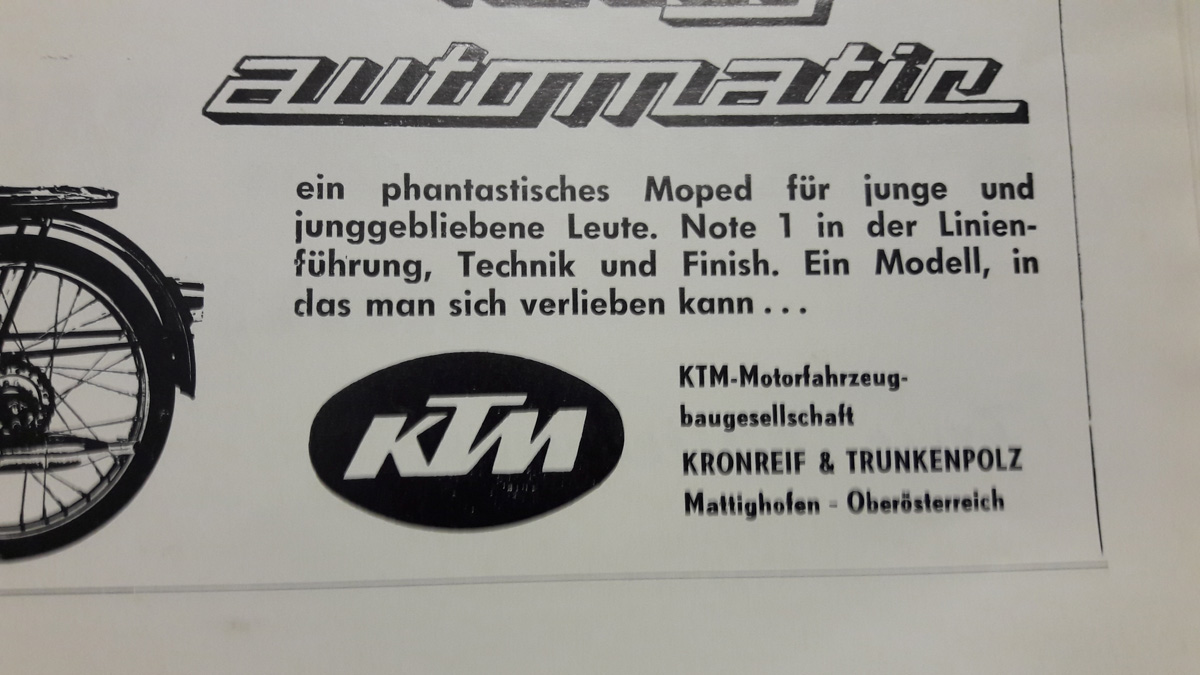 automatic
ein phantastisches Moped für junge und
junggebliebene Leute. Note 1 in der Linien-
führung, Technik und Finish. Ein Modell, in
das man sich verlieben kann ...
KTM
KTM-Motorfahrzeug-
baugesellschaft
KRONREIF & TRUNKENPOLZ
Mattighofen - Oberösterreich